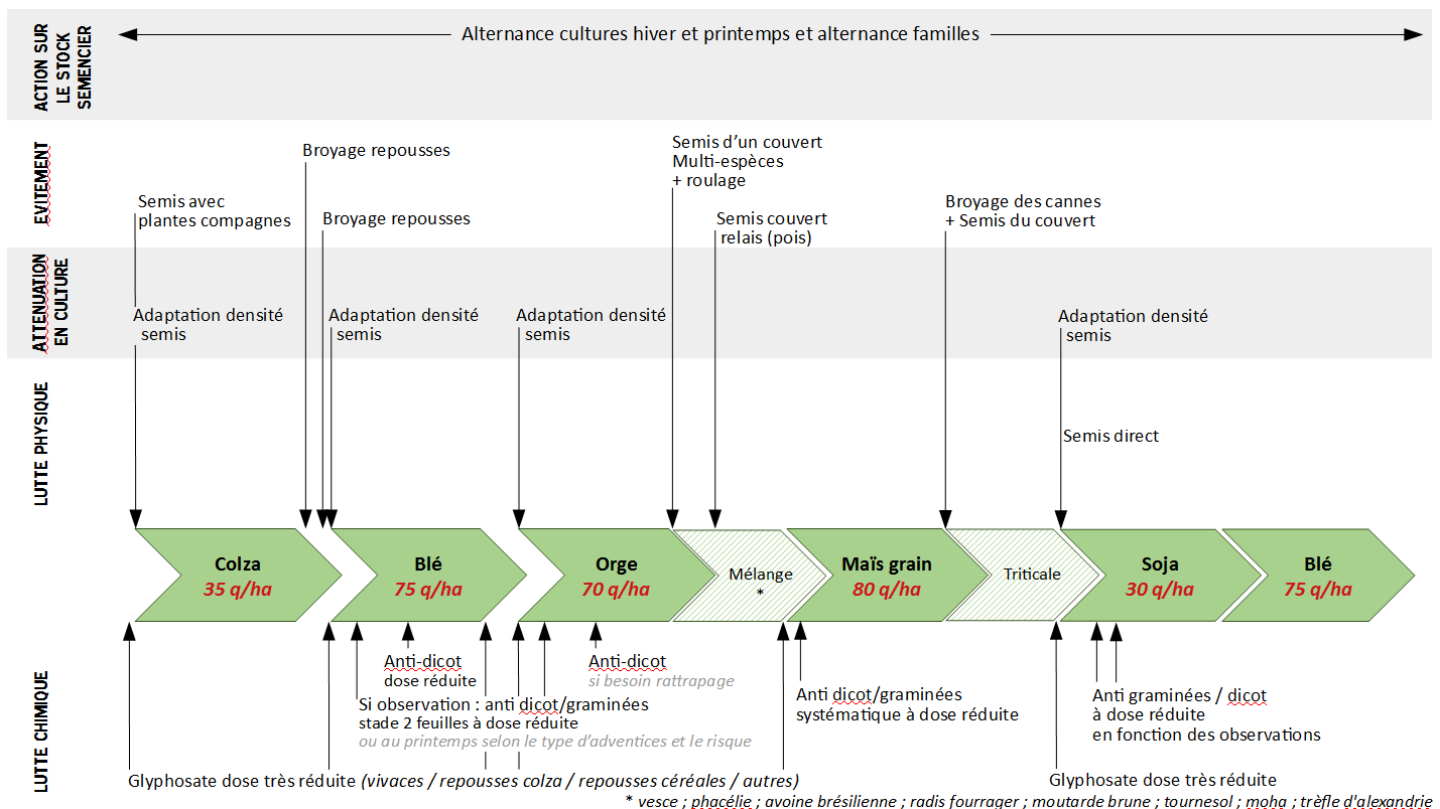 ACTION SUR
LE STOCK
SEMENCIER
Alternance cultures hiver et printemps et alternance familles
EVITEMENT
Broyage repousses
Semis d'un couvert
Multi-espèces
+ roulage
Semis avec
plantes compagnes
Broyage repousses
Semis couvert
relais (pois)
Broyage des cannes
+ Semis du couvert
ATTENUATION
EN CULTURE
Adaptation densité
semis
Adaptation densité
semis
Adaptation densité
semis
Adaptation densité
semis
LUTTE PHYSIQUE
Semis direct
Colza
35 q/ha
Blé
75 q/ha
Orge
70 q/ha
Mélange
*
Maïs grain
80 q/ha
Triticale
Soja
30 q/ha
Blé
75 q/ha
LUTTE CHIMIQUE
Anti-dicot
dose réduite
Anti-dicot
si besoin rattrapage
Si observation : anti dicot/graminées
stade 2 feuilles à dose réduite
ou au printemps selon le type d'adventices et le risque
Anti dicot/graminées
systématique à dose réduite
Anti graminées / dicot
à dose réduite
en fonction des observations
Glyphosate dose très réduite (vivaces / repousses colza / repousses céréales / autres)
Glyphosate dose très réduite
* vesce ; phacélie ; avoine brésilienne ; radis fourrager ; moutarde brune ; tournesol ; moha ; trèfle d'alexandrie